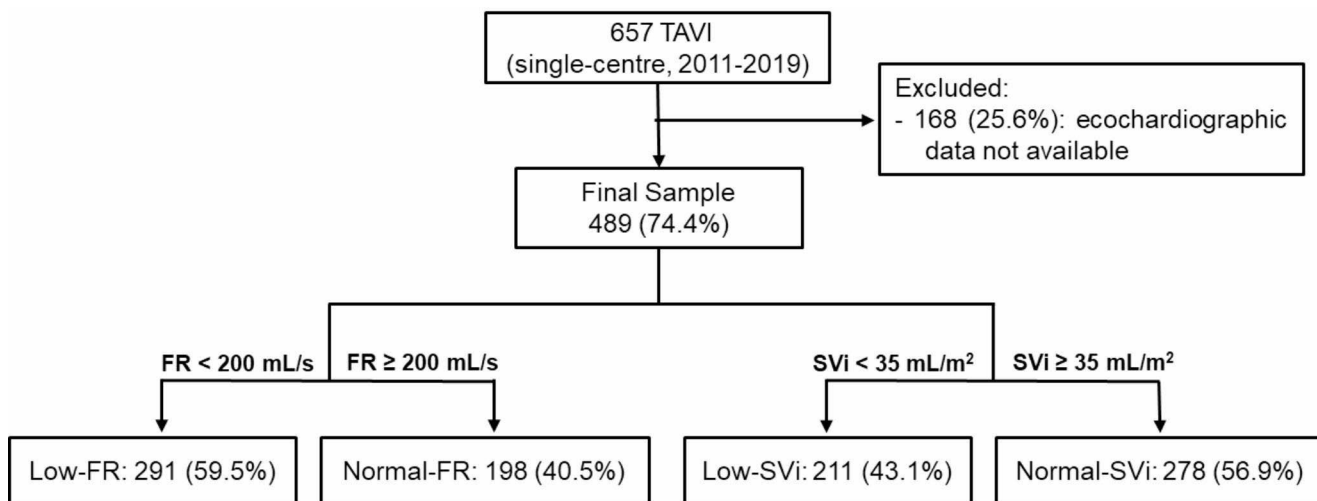 657 TAVI
(single-centre, 2011-2019)
Excluded:
- 168 (25.6%): ecochardiographic
data not available
Final Sample
489 (74.4%)
FR < 200 mL/s
FR ≥ 200 mL/s
SVi < 35 mL/m²
SVi ≥ 35 mL/m²
Low-FR: 291 (59.5%)
Normal-FR: 198 (40.5%)
Low-SVi: 211 (43.1%)
Normal-SVi: 278 (56.9%)